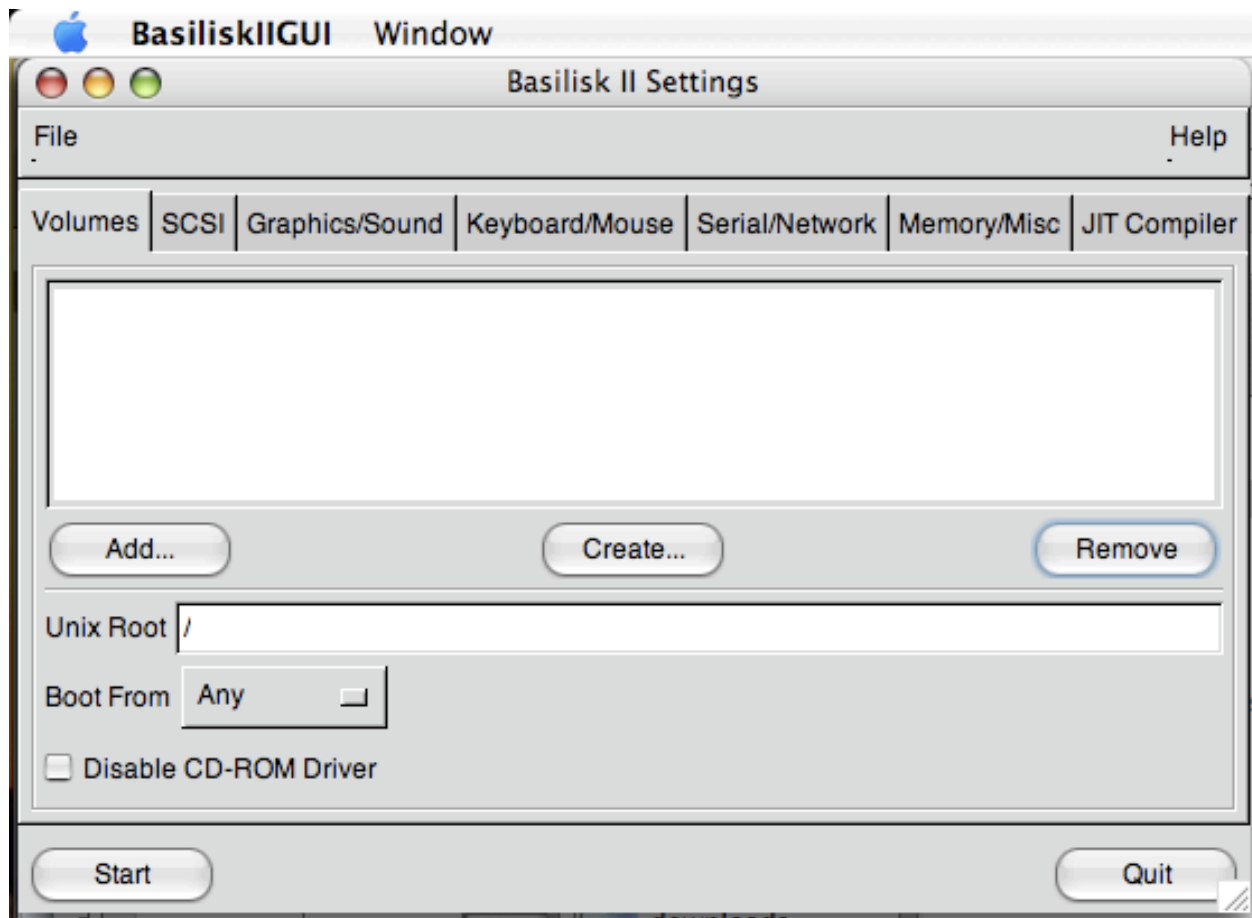 BasiliskIIGUI Window
Basilisk II Settings
File Help
Volumes SCSI Graphics/Sound Keyboard/Mouse Serial/Network Memory/Misc JIT Compiler
Add... Create... Remove
Unix Root /
Boot From Any
Disable CD-ROM Driver
Start Quit